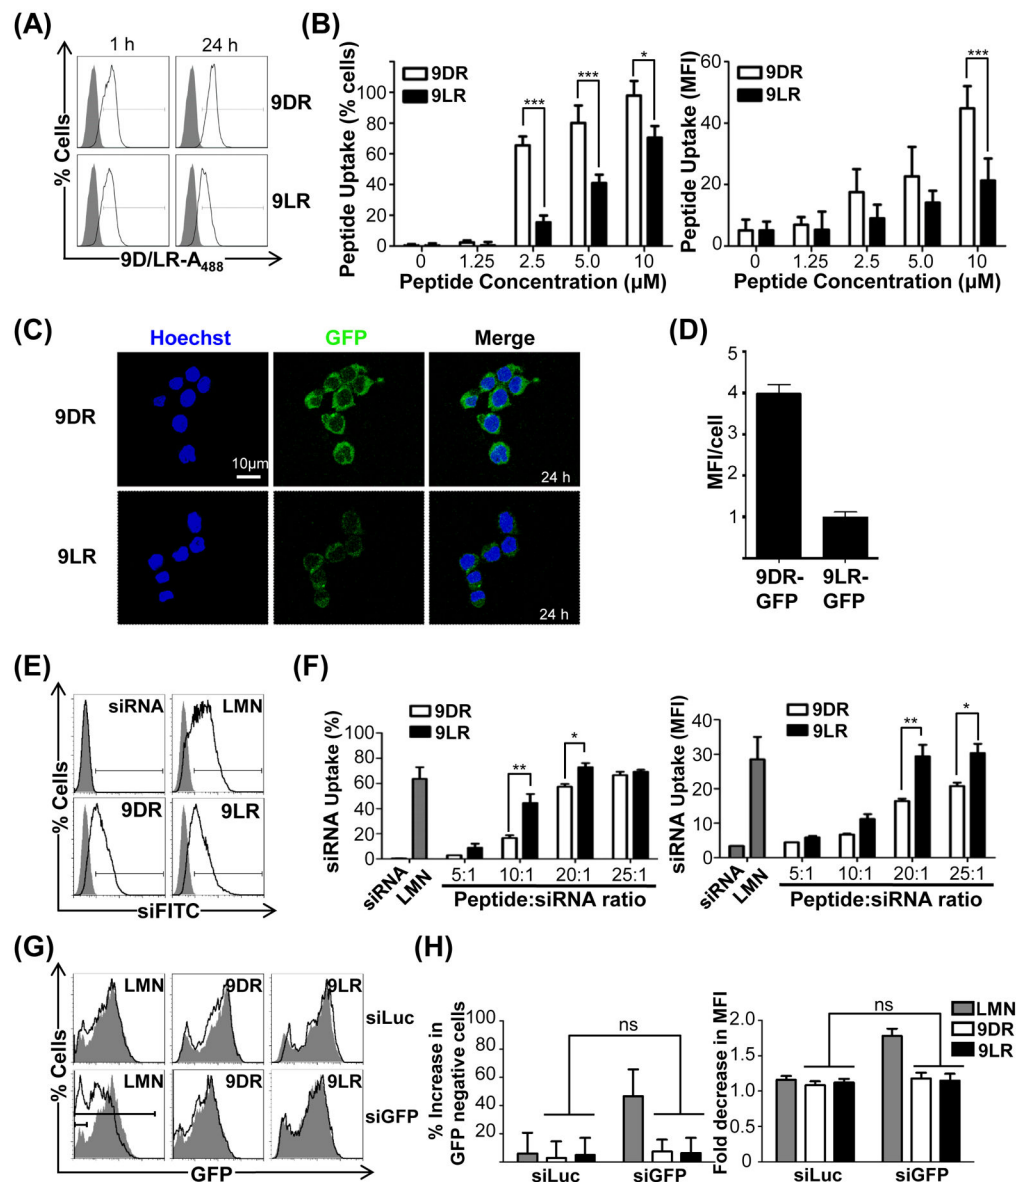 (A)
1 h 24 h
9DR
9LR
% Cells
9D/LR-A488
(B)
Peptide Uptake (% cells)
100
80
60
40
20
0
9DR
9LR
***
***
*
0 1.25 2.5 5.0 10
Peptide Concentration (µM)
Peptide Uptake (MFI)
60
40
20
0
9DR
9LR
***
0 1.25 2.5 5.0 10
Peptide Concentration (µM)
(C)
Hoechst GFP Merge
9DR
10µm
24 h
9LR
24 h
(D)
MFI/cell
5
4
3
2
1
9DR-GFP
9LR-GFP
(E)
siRNA LMN
9DR 9LR
% Cells
siFITC
(F)
siRNA Uptake (%)
100
80
60
40
20
0
9DR
9LR
**
*
siRNA LMN 5:1 10:1 20:1 25:1
Peptide:siRNA ratio
siRNA Uptake (MFI)
40
30
20
10
0
9DR
9LR
**
*
siRNA LMN 5:1 10:1 20:1 25:1
Peptide:siRNA ratio
(G)
LMN 9DR 9LR
siLuc
LMN 9DR 9LR
siGFP
% Cells
GFP
(H)
% Increase in
GFP negative cells
100
80
60
40
20
ns
siLuc siGFP
Fold decrease in MFI
2.0
1.5
1.0
0.5
0
ns
siLuc siGFP
LMN
9DR
9LR